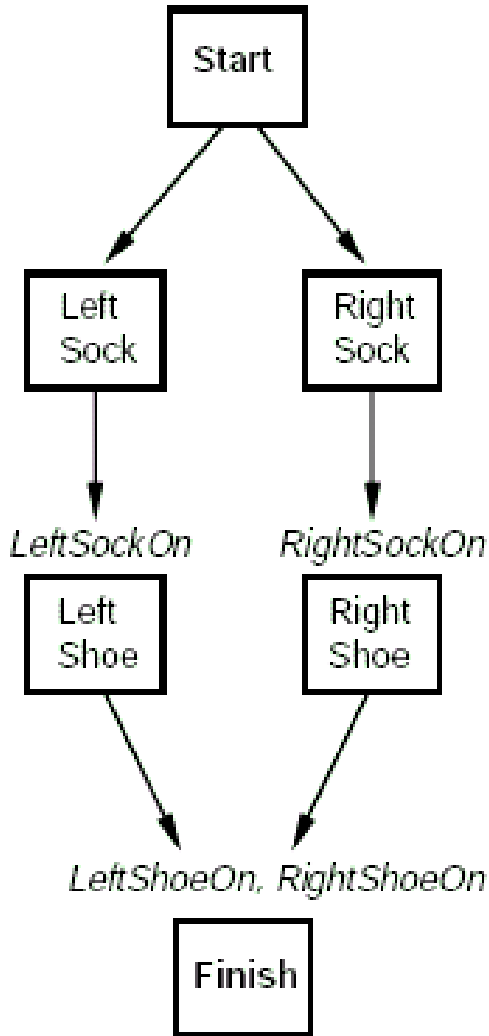 Start
Left
Sock
Right
Sock
LeftSockOn
RightSockOn
Left
Shoe
Right
Shoe
LeftShoeOn, RightShoeOn
Finish